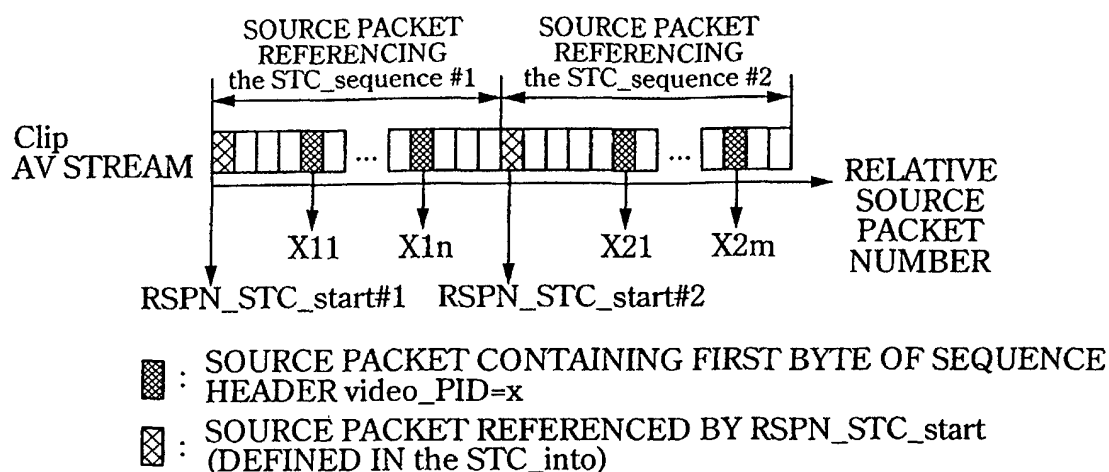 SOURCE PACKET
REFERENCING
the STC_sequence #1
SOURCE PACKET
REFERENCING
the STC_sequence #2
Clip
AV STREAM
...
...
RELATIVE
SOURCE
PACKET
NUMBER
X11
X1n
X21
X2m
RSPN_STC_start#1
RSPN_STC_start#2
: SOURCE PACKET CONTAINING FIRST BYTE OF SEQUENCE
HEADER video_PID=x
: SOURCE PACKET REFERENCED BY RSPN_STC_start
(DEFINED IN the STC_into)